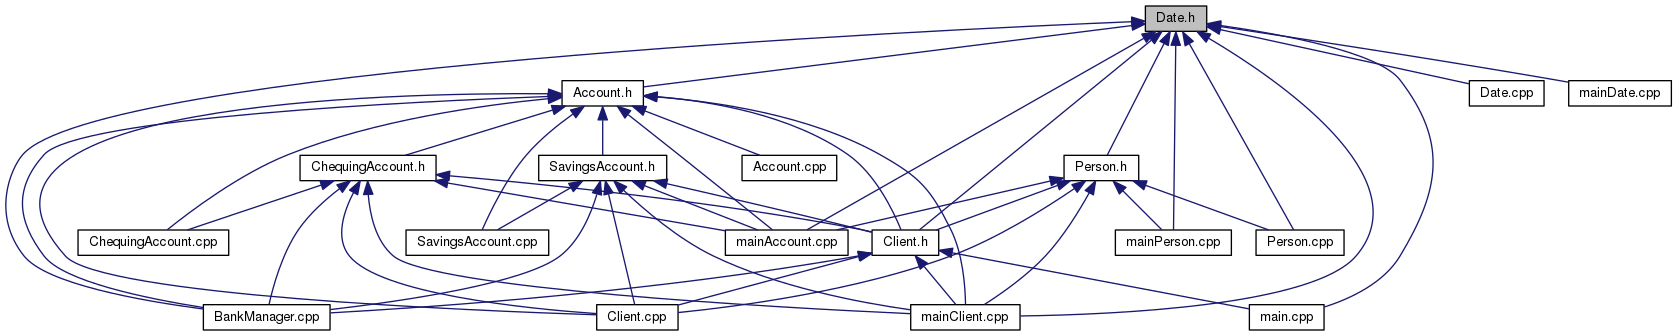 Date.h
Account.h
Date.cpp
mainDate.cpp
ChequingAccount.h
SavingsAccount.h
Account.cpp
Person.h
ChequingAccount.cpp
SavingsAccount.cpp
mainAccount.cpp
Client.h
mainPerson.cpp
Person.cpp
BankManager.cpp
Client.cpp
mainClient.cpp
main.cpp